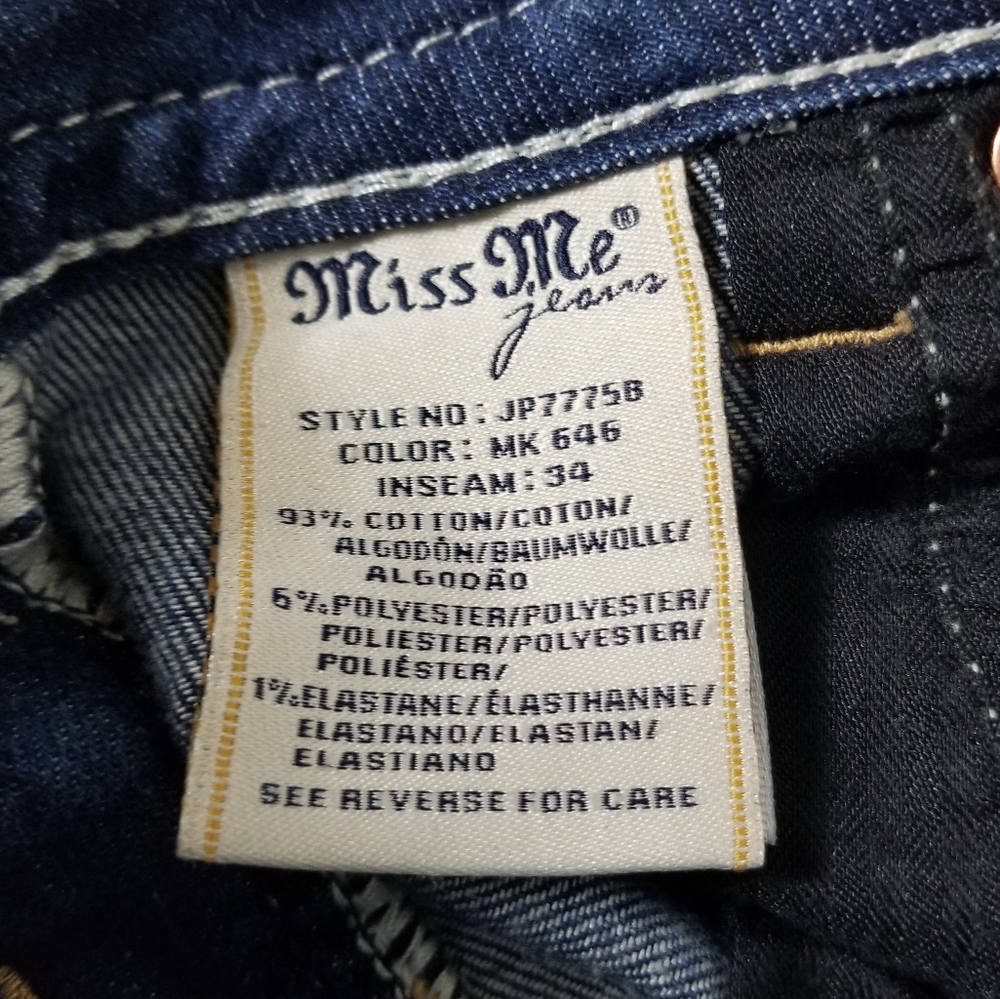 Miss Me®
jeans
STYLE NO: JP7775B
COLOR: MK 646
INSEAM: 34
93% COTTON/COTON/
ALGODÓN/BAUMWOLLE/
ALGODÃO
6%POLYESTER/POLYESTER/
POLIESTER/POLYESTER/
POLIÉSTER/
1%ELASTANE/ÉLASTHANNE/
ELASTANO/ELASTAN/
ELASTIANO
SEE REVERSE FOR CARE